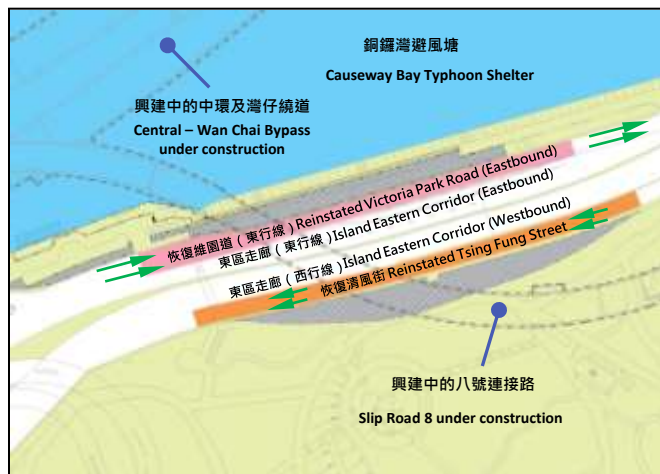 銅鑼灣避風塘
Causeway Bay Typhoon Shelter
興建中的中環及灣仔繞道
Central – Wan Chai Bypass
under construction
恢復維園道（東行線）Reinstated Victoria Park Road (Eastbound)
東區走廊（東行線）Island Eastern Corridor (Eastbound)
東區走廊（西行線）Island Eastern Corridor (Westbound)
恢復清風街 Reinstated Tsing Fung Street
興建中的八號連接路
Slip Road 8 under construction